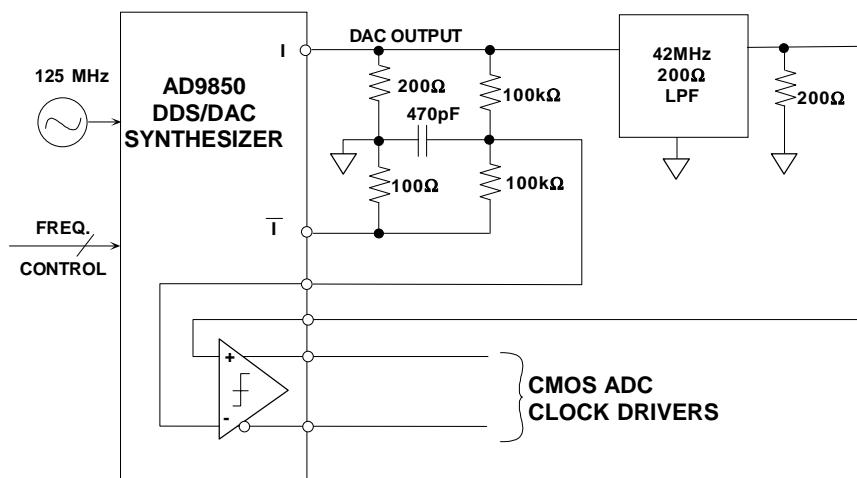 125 MHz
AD9850
DDS/DAC
SYNTHESIZER
FREQ.
CONTROL
I
I
DAC OUTPUT
200Ω
100kΩ
470pF
100Ω
100kΩ
42MHz
200Ω
LPF
200Ω
+
-
CMOS ADC
CLOCK DRIVERS